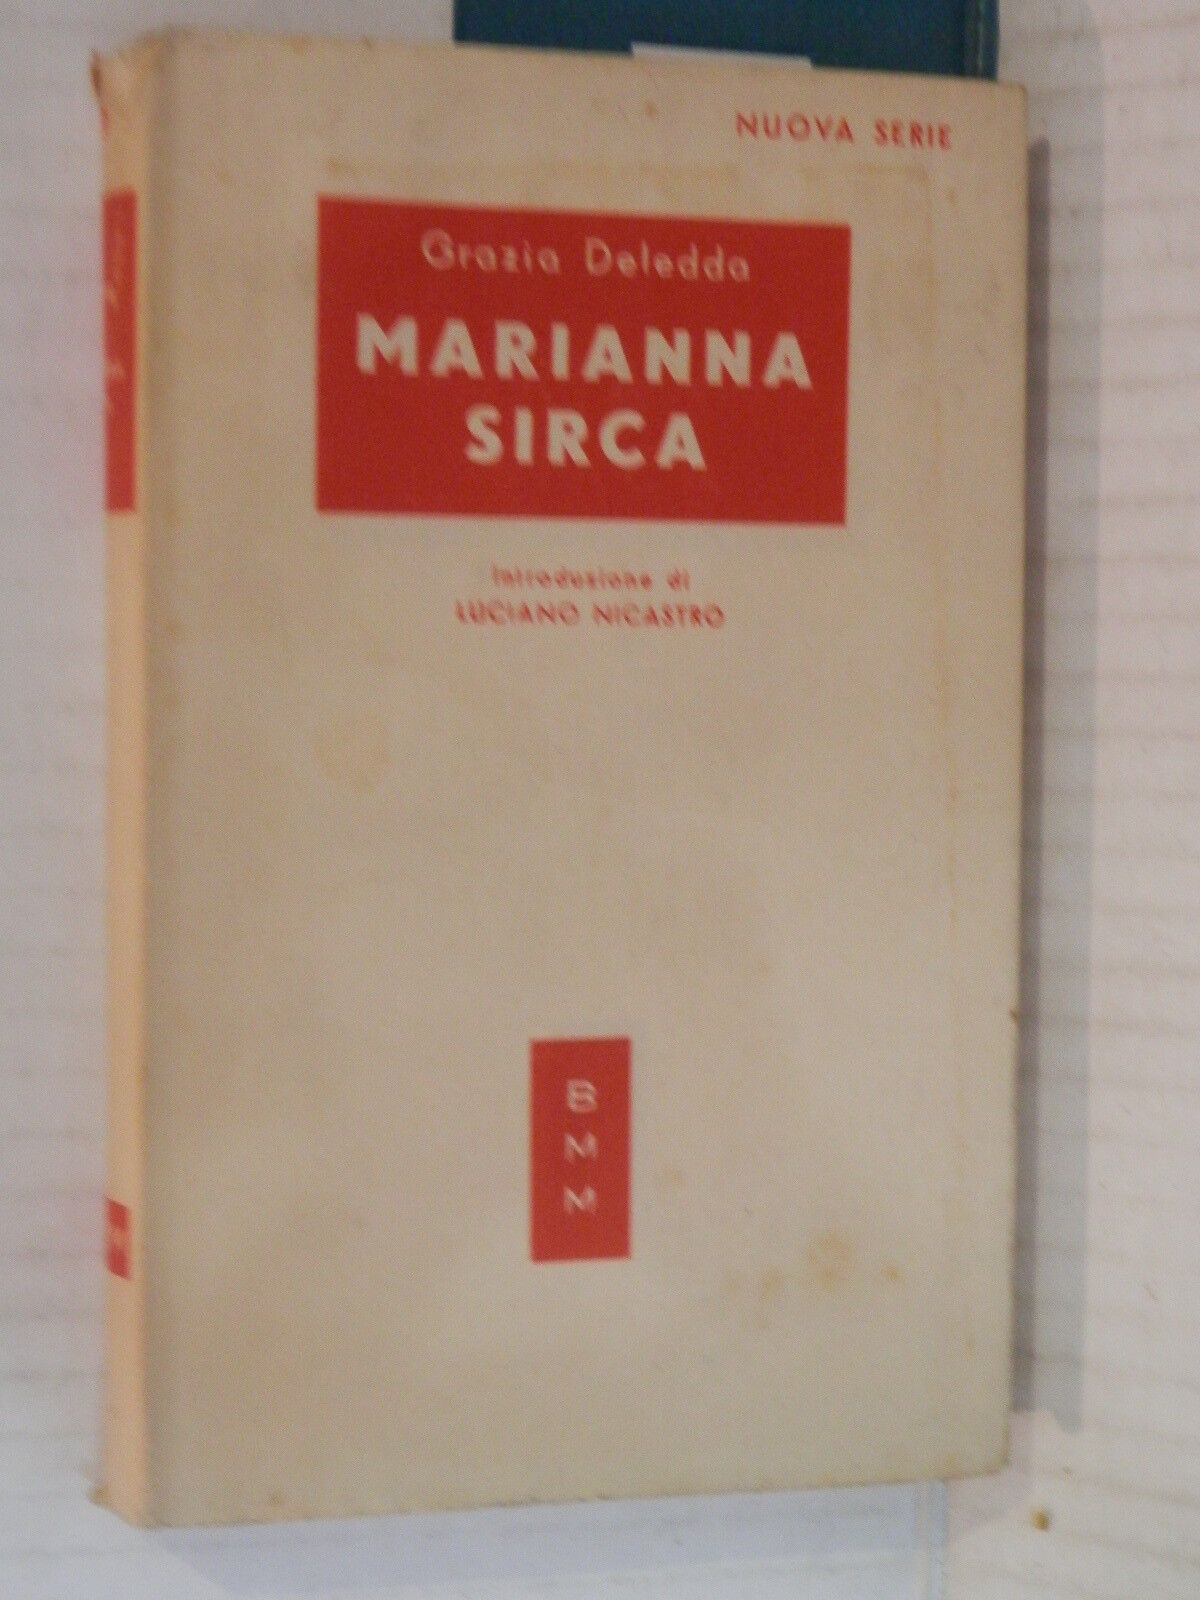 NUOVA SERIE
Grazia Deledda
MARIANNA
SIRCA
Introduzione di
LUCIANO NICASTRO
B
M
M